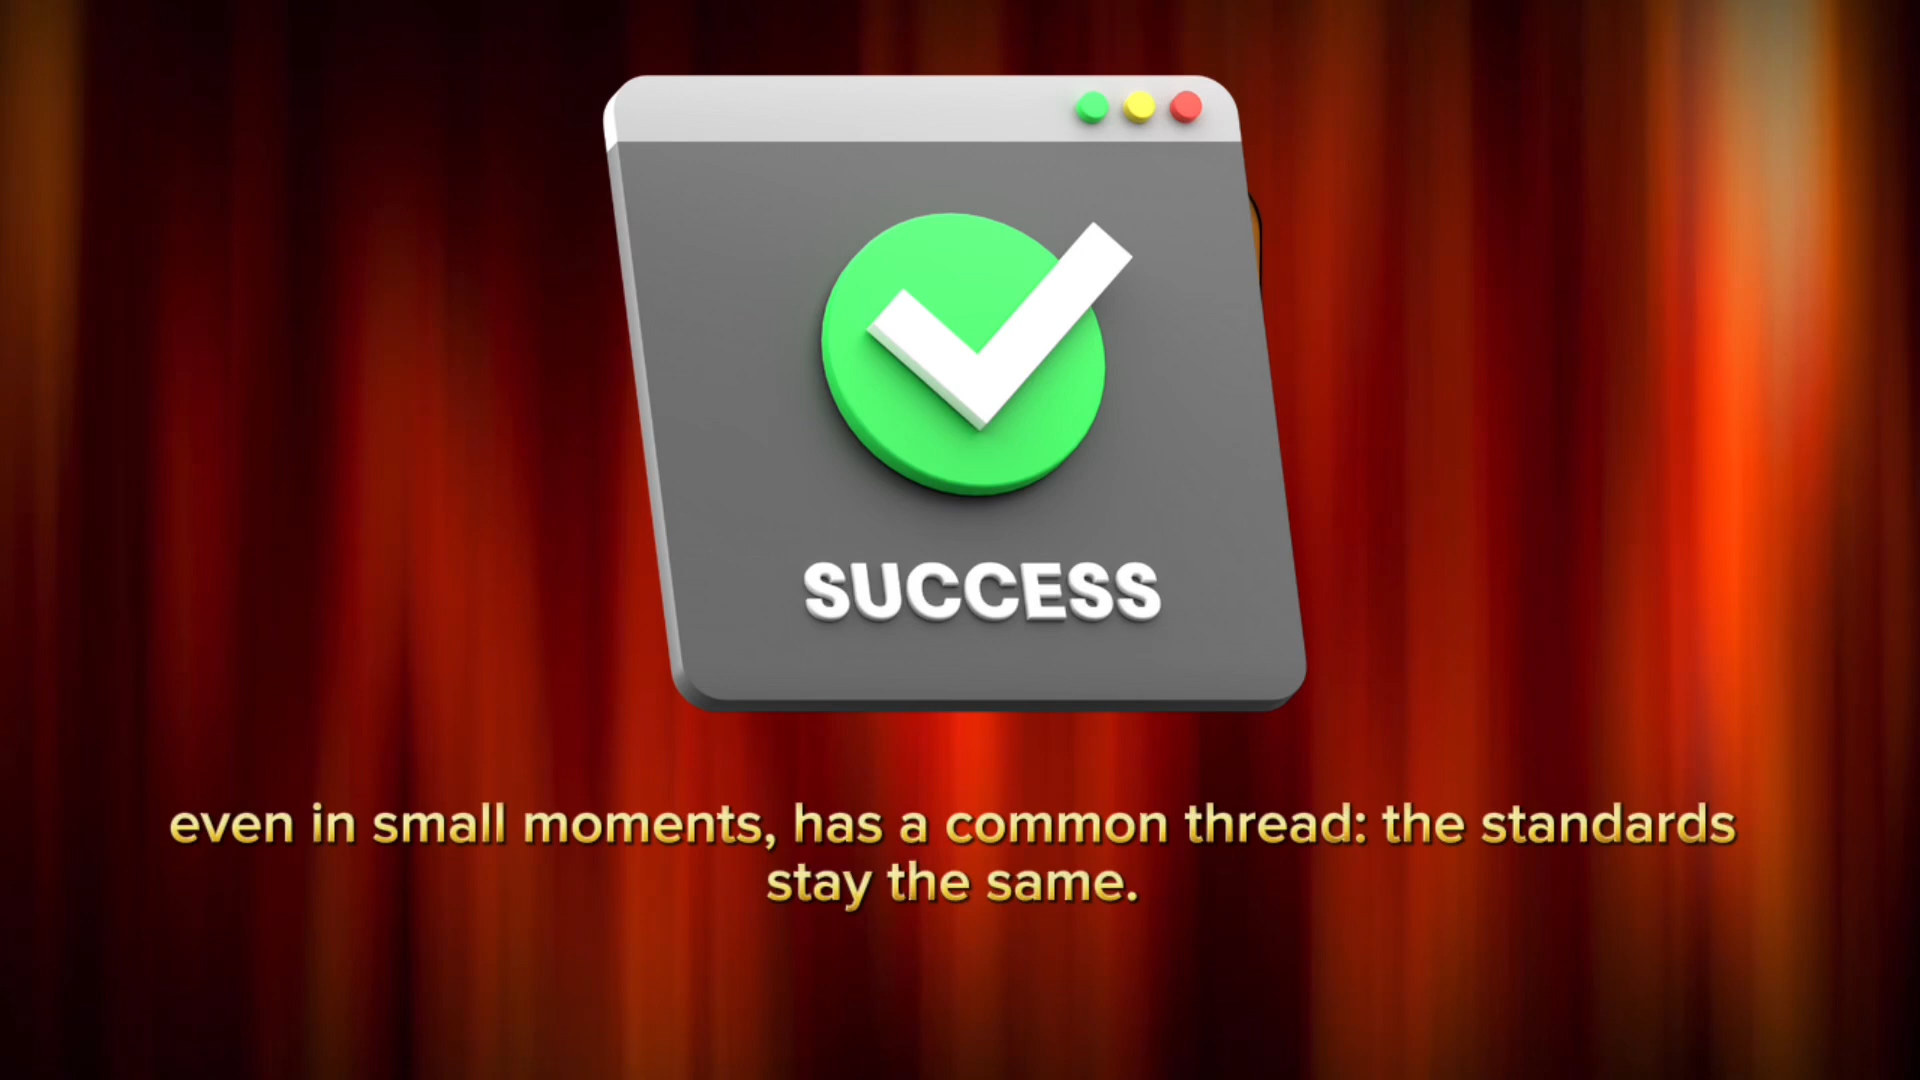 SUCCESS
even in small moments, has a common thread: the standards
stay the same.